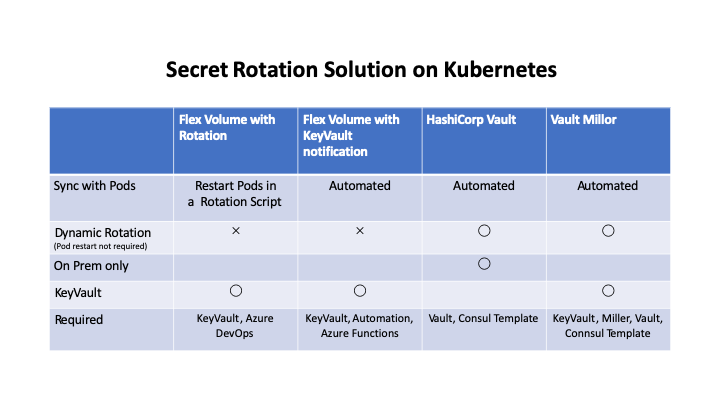 Secret Rotation Solution on Kubernetes
Flex Volume with
Rotation
Flex Volume with
KeyVault
notification
HashiCorp Vault
Vault Millor
Sync with Pods
Restart Pods in
a Rotation Script
Automated
Automated
Automated
Dynamic Rotation
(Pod restart not required)
×
×
○
○
On Prem only
○
KeyVault
○
○
○
Required
KeyVault, Azure
DevOps
KeyVault, Automation,
Azure Functions
Vault, Consul Template
KeyVault, Miller, Vault,
Connsul Template